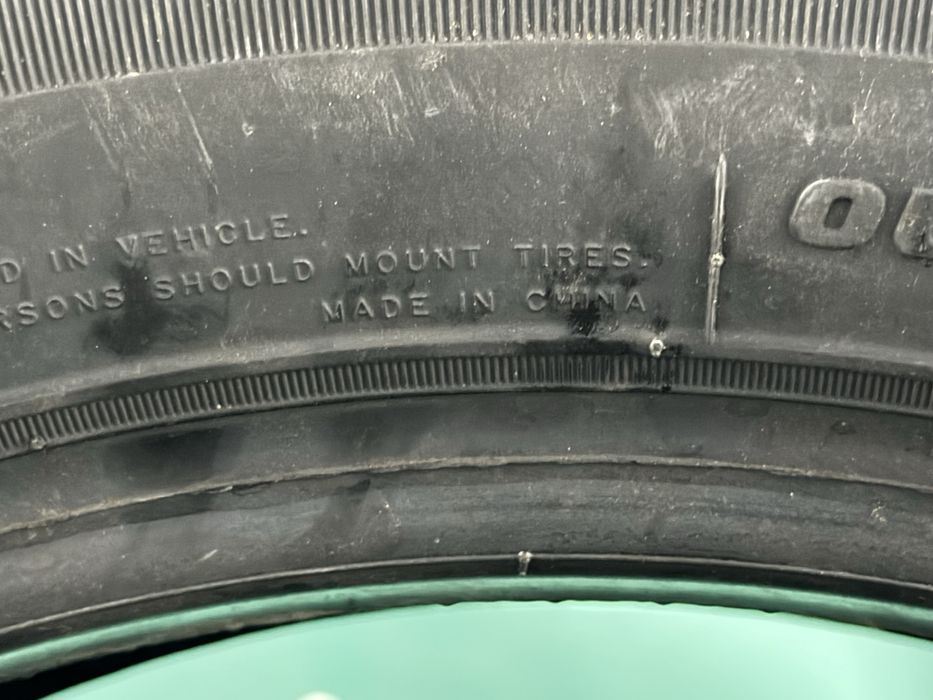 D IN VEHICLE.
RSONS SHOULD MOUNT TIRES.
MADE IN CHINA